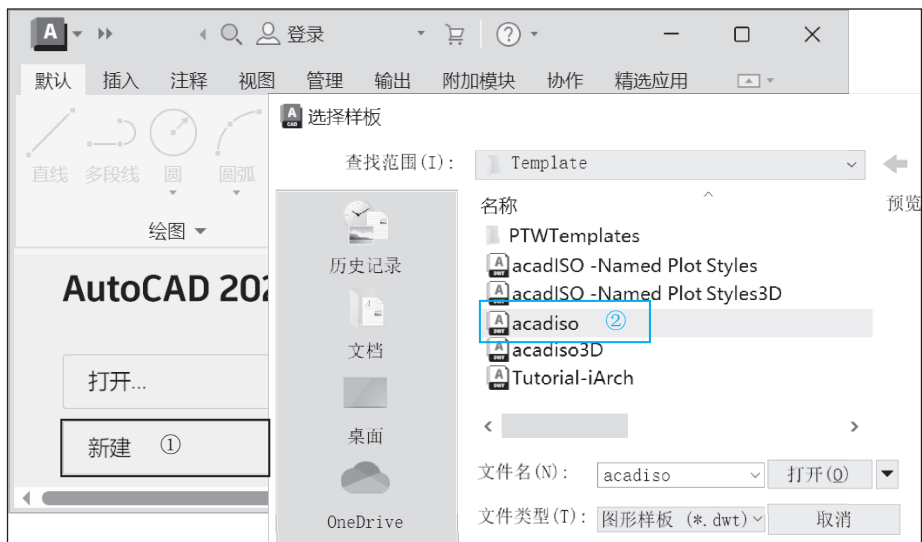 A
登录
默认 插入 注释 视图 管理 输出 附加模块 协作 精选应用
直线 多段线 圆 圆弧
绘图
AutoCAD 202
打开...
新建 ①
A CAD 选择样板
查找范围(I): Template
历史记录
文档
桌面
OneDrive
名称
预览
PTWTemplates
acadISO -Named Plot Styles
acadISO -Named Plot Styles3D
acadiso ②
acadiso3D
Tutorial-iArch
文件名(N): acadiso 打开(O)
文件类型(T): 图形样板 (*.dwt) 取消